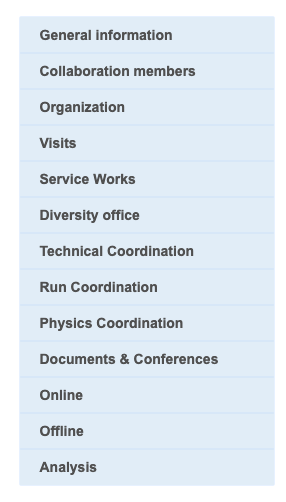 General information
Collaboration members
Organization
Visits
Service Works
Diversity office
Technical Coordination
Run Coordination
Physics Coordination
Documents & Conferences
Online
Offline
Analysis